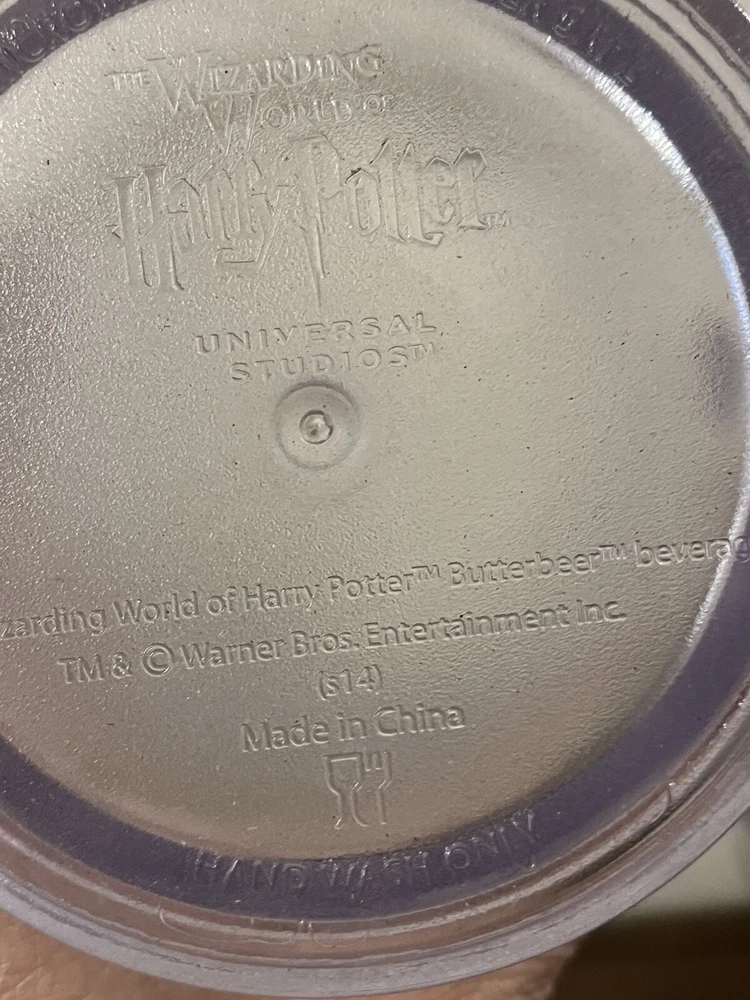 THE WIZARDING
WORLD OF
Harry Potter™
UNIVERSAL
STUDIOS™
zarding World of Harry Potter™ Butterbeer™ beverag
TM & © Warner Bros. Entertainment Inc.
(s14)
Made in China
HAND WASH ONLY